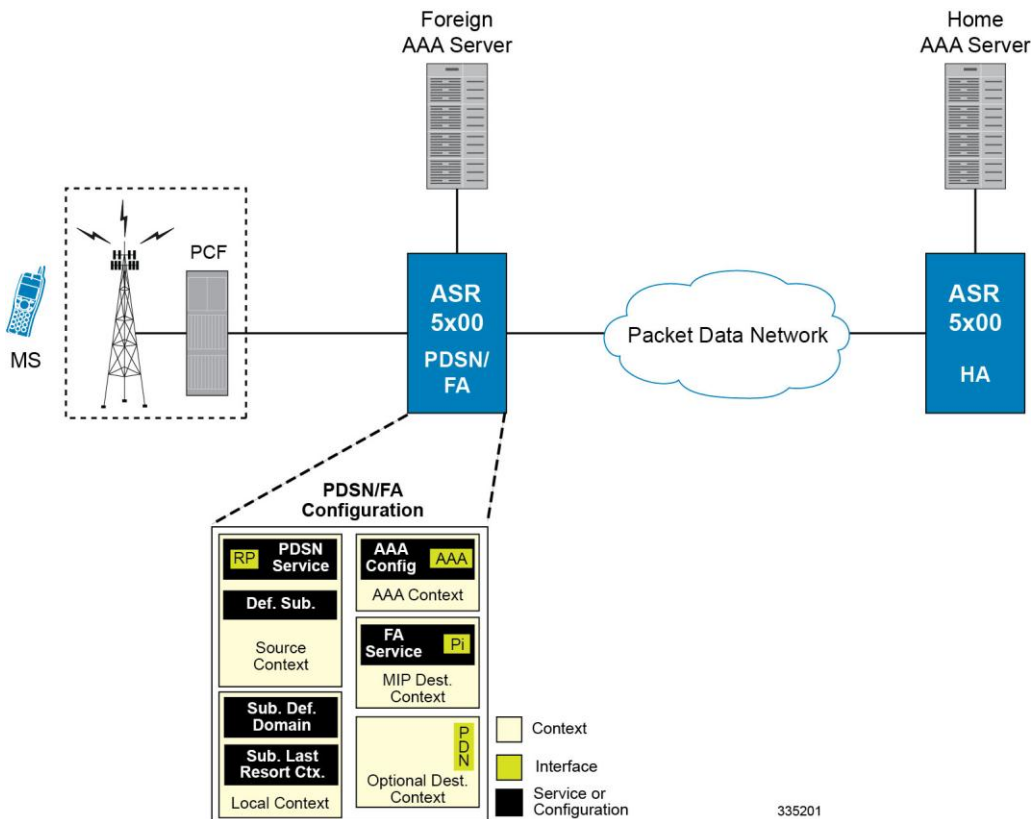 Foreign
AAA Server
Home
AAA Server
PCF
MS
ASR
5x00
PDSN/
FA
Packet Data Network
ASR
5x00
HA
PDSN/FA
Configuration
RP
PDSN
Service
Def. Sub.
Source
Context
Sub. Def.
Domain
Sub. Last
Resort Ctx.
Local Context
AAA
Config
AAA
AAA Context
FA
Service
Pi
MIP Dest.
Context
P
D
N
Optional Dest.
Context
Context
Interface
Service or
Configuration
335201